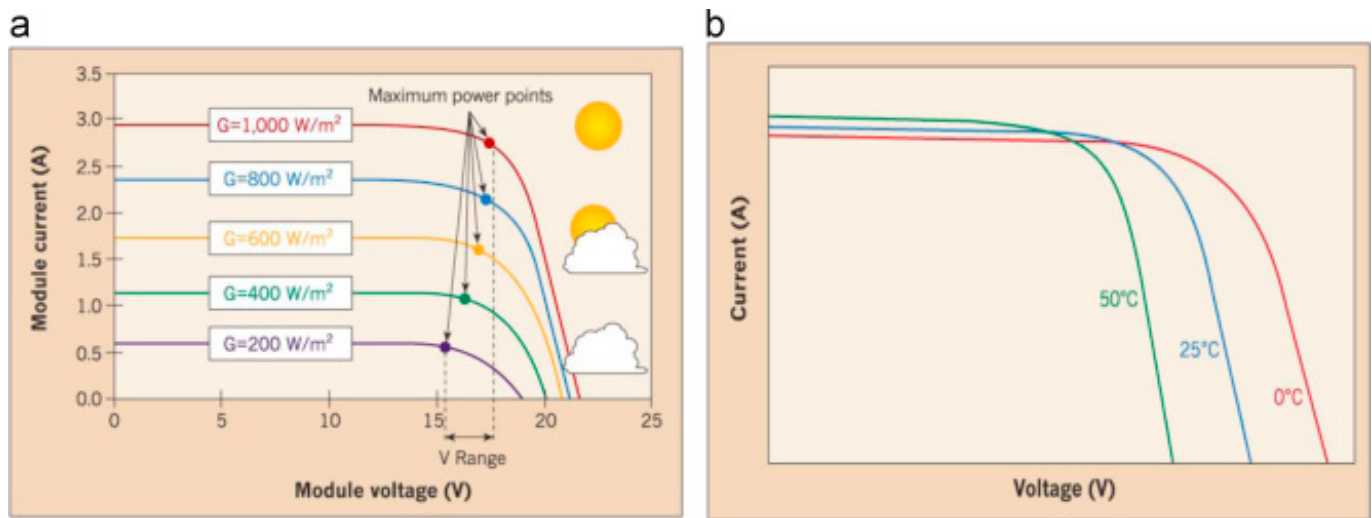 a
3.5
3.0
2.5
2.0
1.5
1.0
0.5
0.0
Module current (A)
Maximum power points
G=1,000 W/m²
G=800 W/m²
G=600 W/m²
G=400 W/m²
G=200 W/m²
0
5
10
15
20
25
V Range
Module voltage (V)
b
Current (A)
50°C
25°C
0°C
Voltage (V)